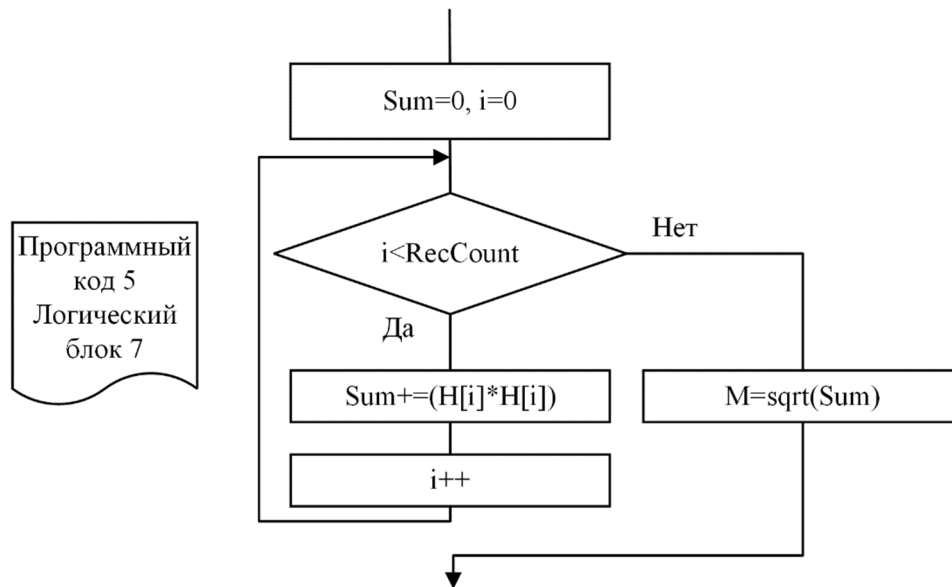 Sum=0, i=0
i<RecCount
Нет
Да
Программный
код 5
Логический
блок 7
Sum+=(H[i]*H[i])
M=sqrt(Sum)
i++